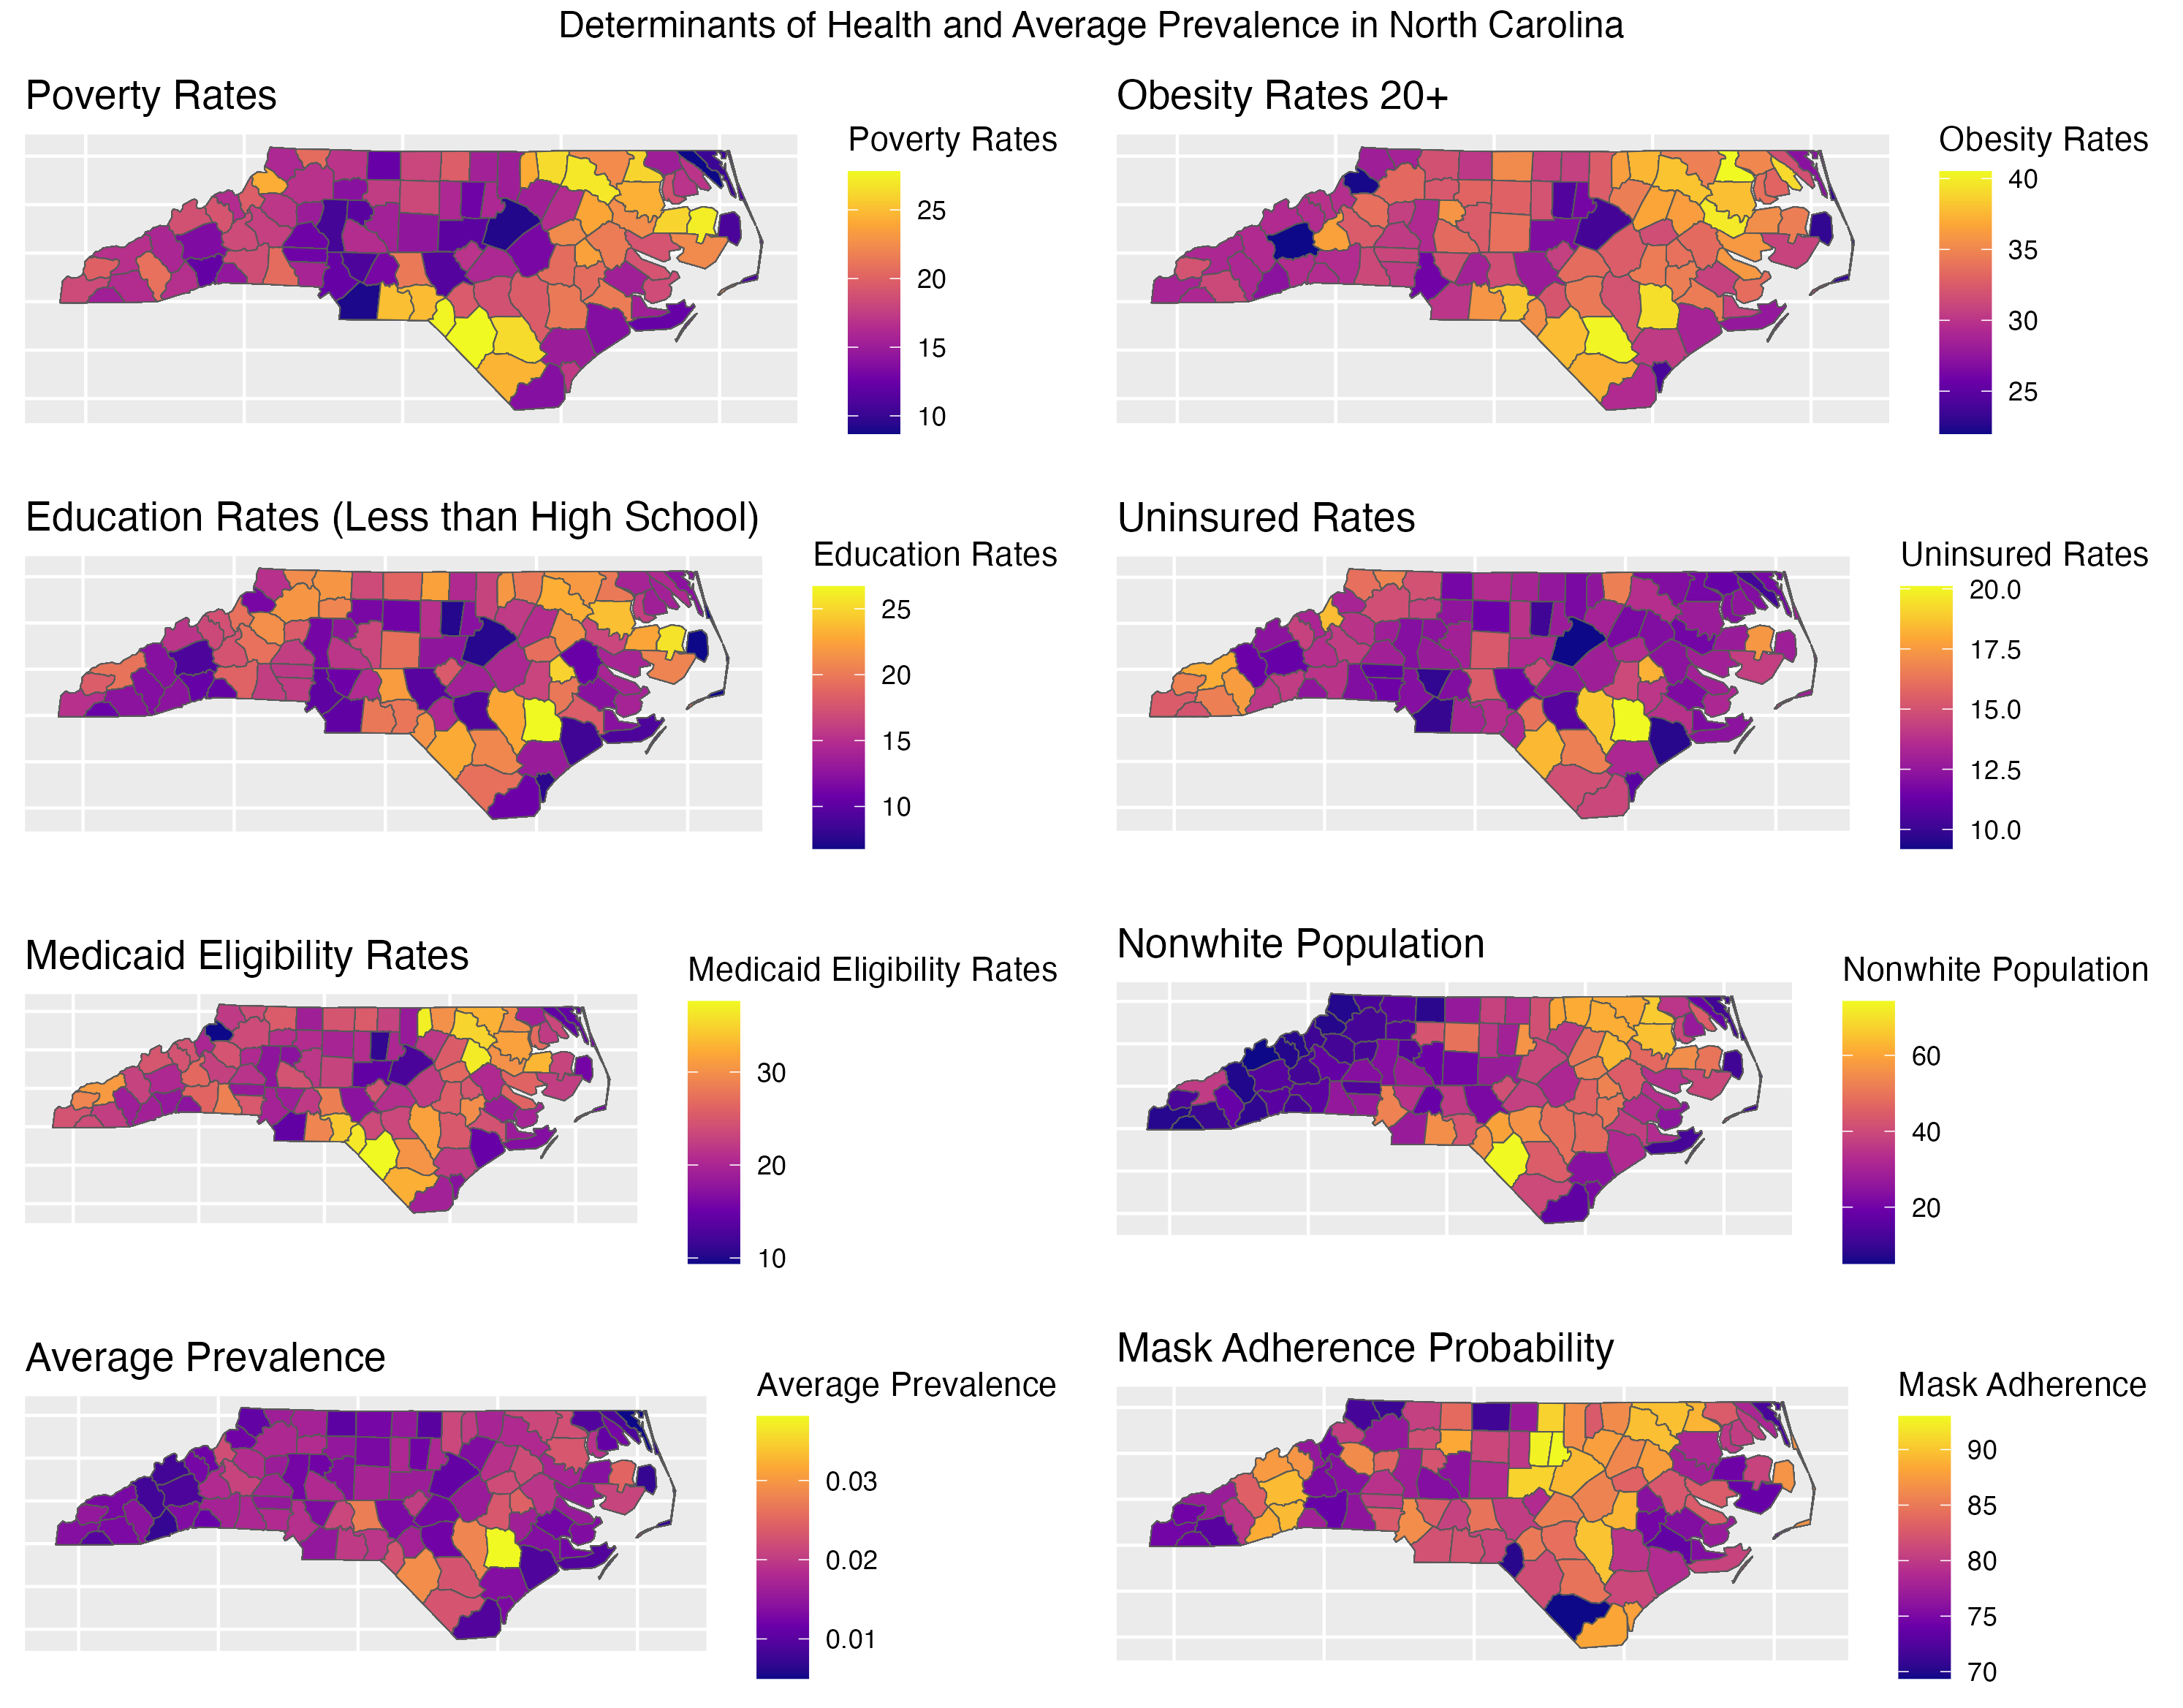 Determinants of Health and Average Prevalence in North Carolina
Poverty Rates
Poverty Rates
25
20
15
10
Obesity Rates 20+
Obesity Rates
40
35
30
25
Education Rates (Less than High School)
Education Rates
25
20
15
10
Uninsured Rates
Uninsured Rates
20.0
17.5
15.0
12.5
10.0
Medicaid Eligibility Rates
Medicaid Eligibility Rates
30
20
10
Nonwhite Population
Nonwhite Population
60
40
20
Average Prevalence
Average Prevalence
0.03
0.02
0.01
Mask Adherence Probability
Mask Adherence
90
85
80
75
70